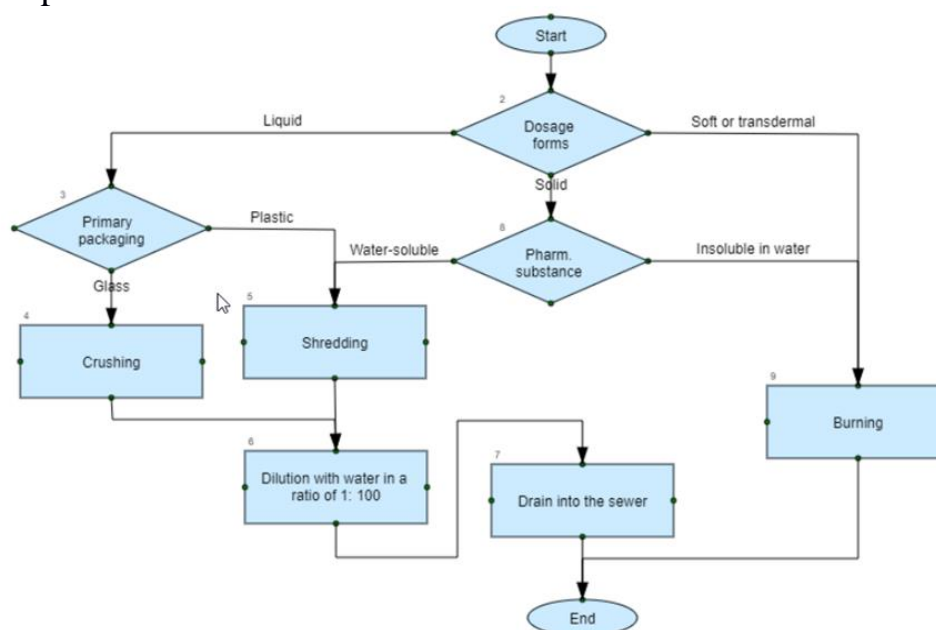 Start
2
Dosage
forms
Liquid
Soft or transdermal
Solid
3
Primary
packaging
Plastic
8
Pharm.
substance
Water-soluble
Insoluble in water
Glass
4
Crushing
5
Shredding
9
Burning
6
Dilution with water in a
ratio of 1: 100
7
Drain into the sewer
End